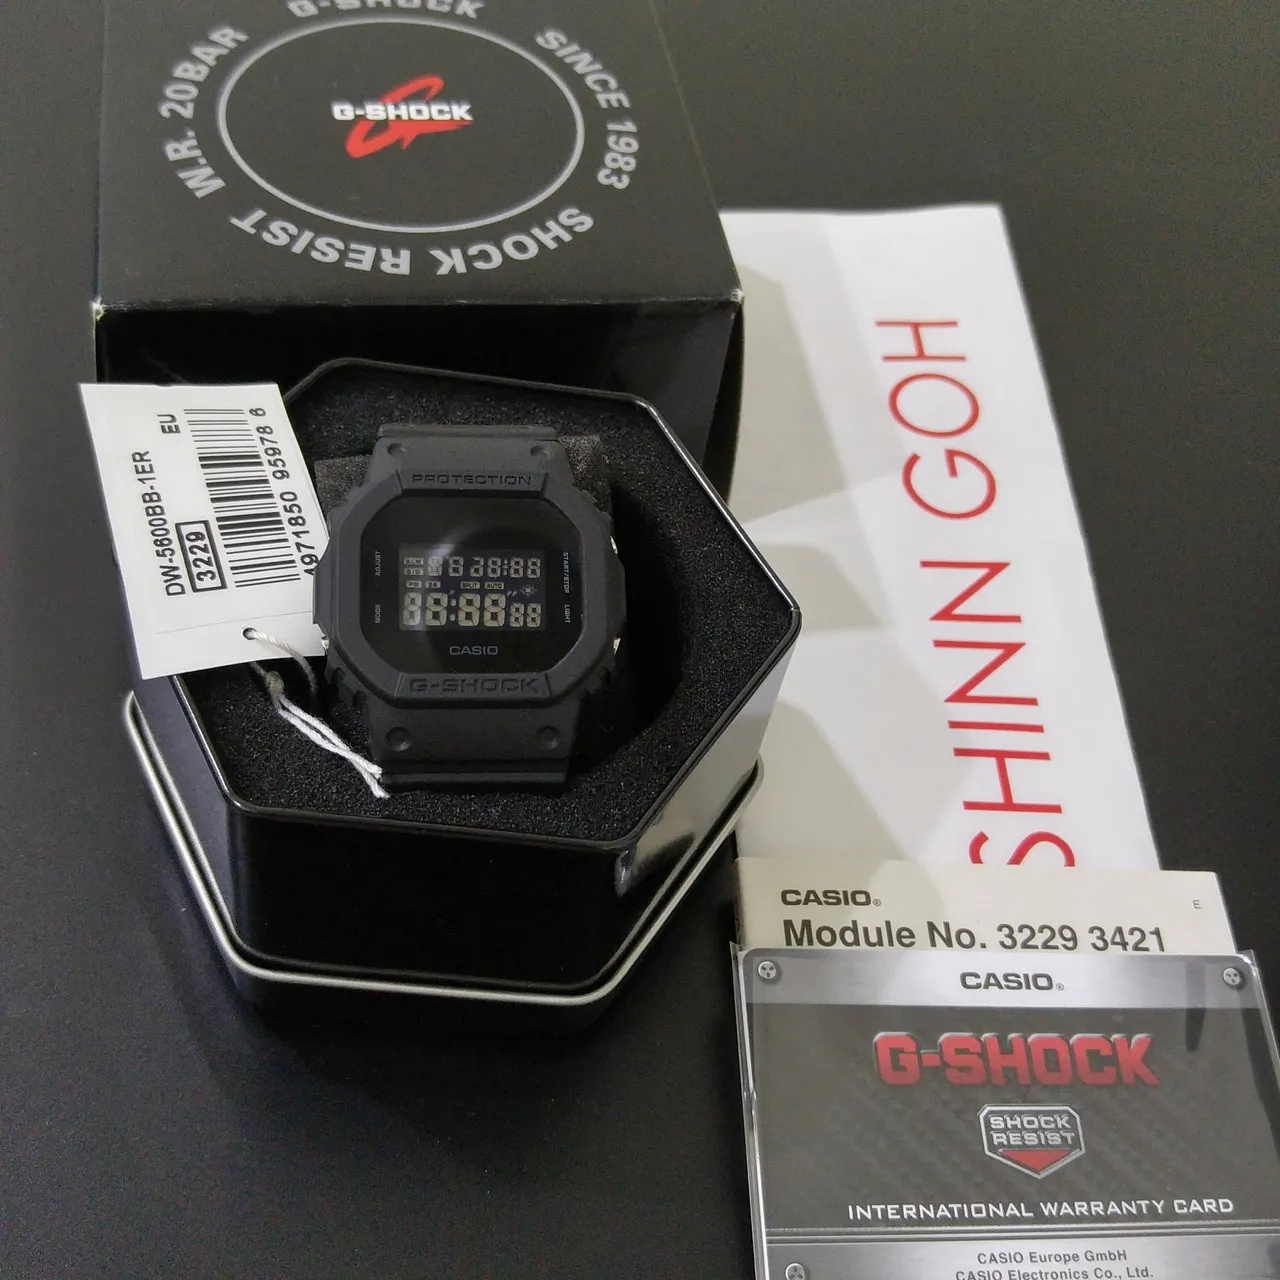 G-SHOCK
W.R. 20BAR
SINCE 1983
SHOCK RESIST
G-SHOCK
DW-5600BB-1ER
EU
3229
4971850 95978 6
PROTECTION
ADJUST
START/STOP
MODE
LIGHT
SPLIT
AUTO
CASIO
G-SHOCK
SHINN GOH
CASIO®
E
Module No. 3229 3421
CASIO®
G-SHOCK
SHOCK
RESIST
INTERNATIONAL WARRANTY CARD
CASIO Europe GmbH
CASIO Electronics Co., Ltd.